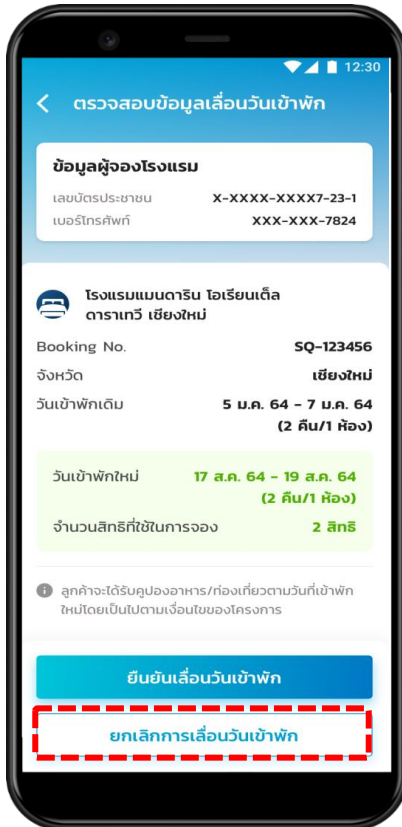 12:30
ตรวจสอบข้อมูลเลื่อนวันเข้าพัก
ข้อมูลผู้จองโรงแรม
เลขบัตรประชาชน X-XXXX-XXXX7-23-1
เบอร์โทรศัพท์ XXX-XXX-7824
โรงแรมแมนดาริน โอเรียนเต็ล
ดาราเทวี เชียงใหม่
Booking No. SQ-123456
จังหวัด เชียงใหม่
วันเข้าพักเดิม 5 ม.ค. 64 - 7 ม.ค. 64
(2 คืน/1 ห้อง)
วันเข้าพักใหม่ 17 ส.ค. 64 - 19 ส.ค. 64
(2 คืน/1 ห้อง)
จำนวนสิทธิที่ใช้ในการจอง 2 สิทธิ
ลูกค้าจะได้รับคูปองอาหาร/ท่องเที่ยวตามวันที่เข้าพัก
ใหม่โดยเป็นไปตามเงื่อนไขของโครงการ
ยืนยันเลื่อนวันเข้าพัก
ยกเลิกการเลื่อนวันเข้าพัก